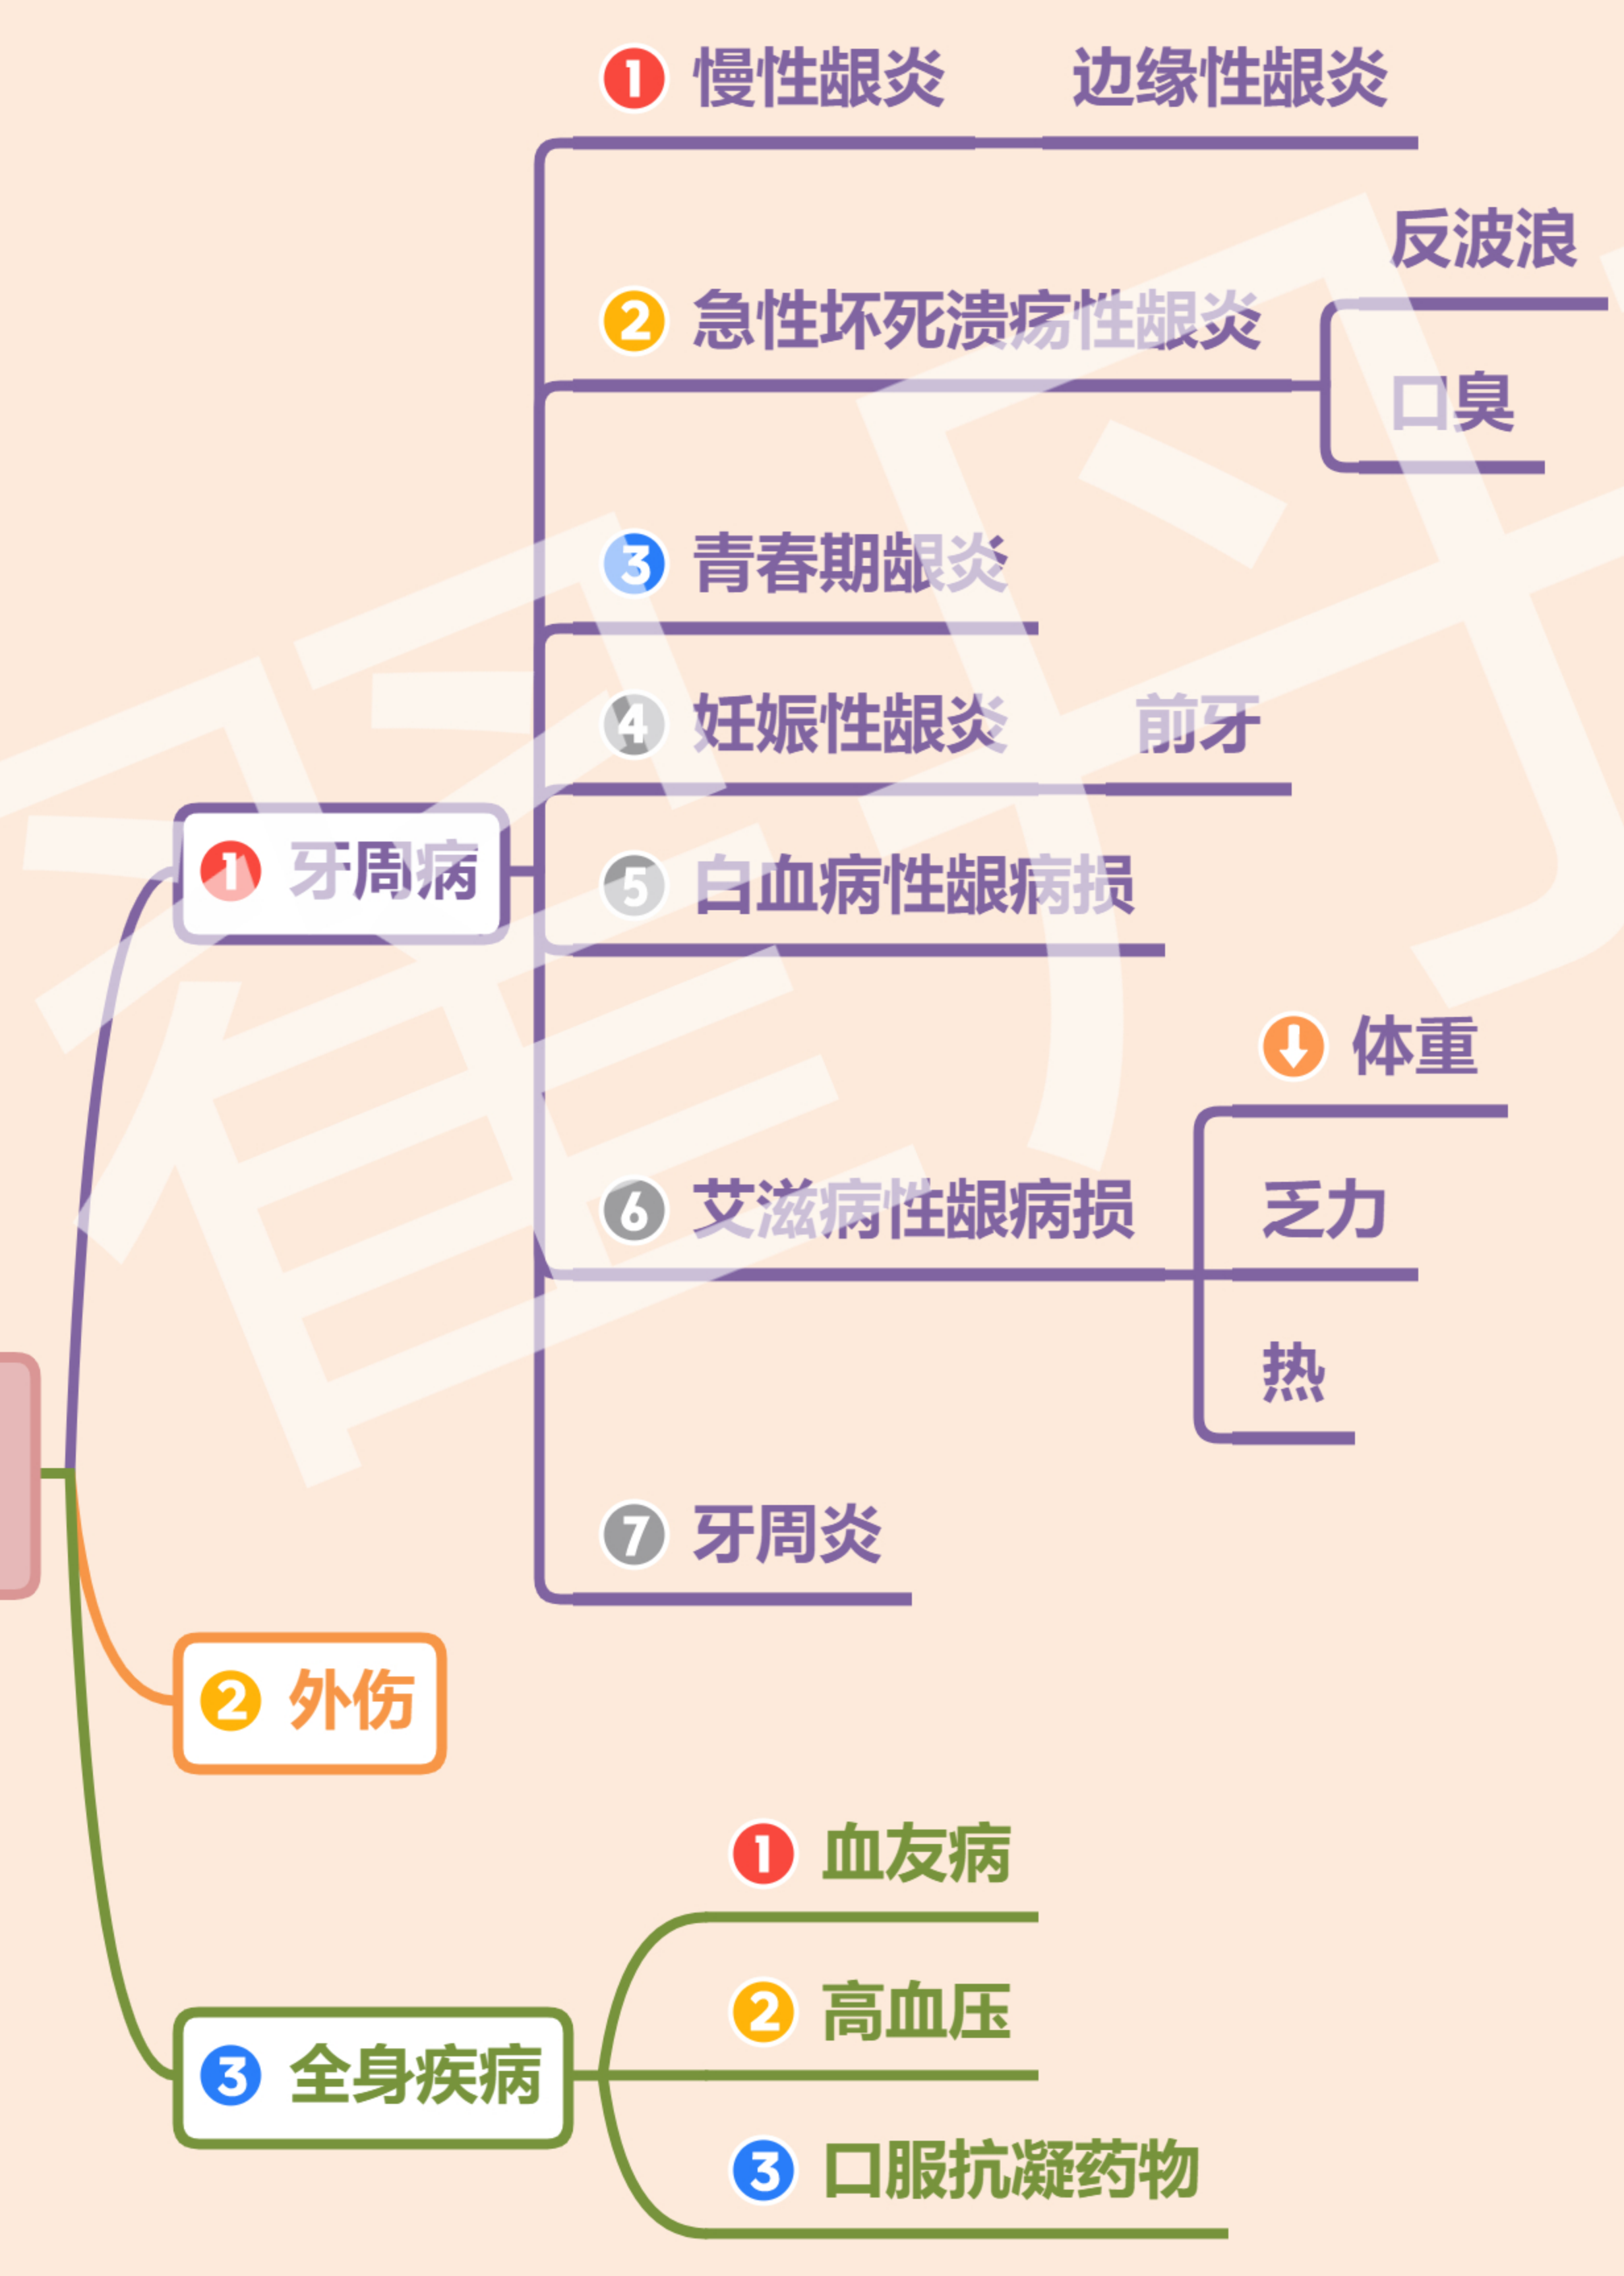 1 慢性龈炎 边缘性龈炎
反波浪
2 急性坏死溃疡性龈炎
口臭
3 青春期龈炎
4 妊娠性龈炎 前牙
1 牙周病
5 白血病性龈病损
体重
6 艾滋病性龈病损 乏力
热
7 牙周炎
2 外伤
1 血友病
2 高血压
3 全身疾病
3 口服抗凝药物